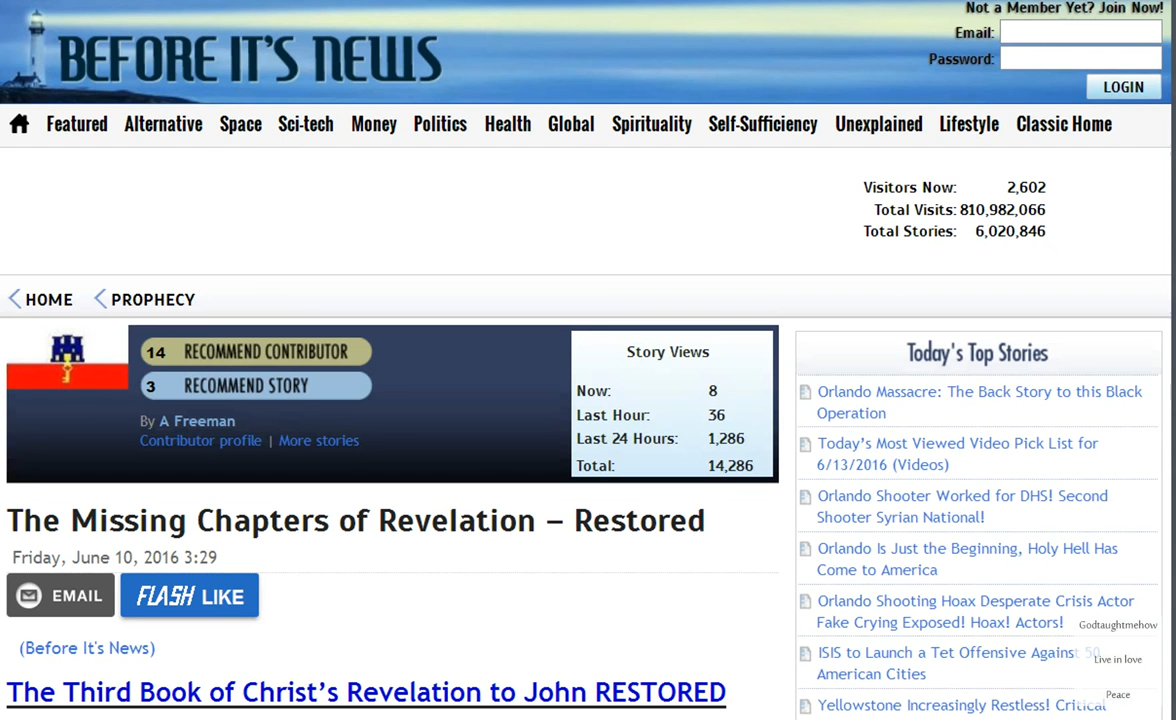 Not a Member Yet? Join Now!
BEFORE IT'S NEWS
Email:
Password:
LOGIN
Featured Alternative Space Sci-tech Money Politics Health Global Spirituality Self-Sufficiency Unexplained Lifestyle Classic Home
Visitors Now: 2,602
Total Visits: 810,982,066
Total Stories: 6,020,846
HOME PROPHECY
14 RECOMMEND CONTRIBUTOR
3 RECOMMEND STORY
By A Freeman
Contributor profile | More stories
Story Views
Now: 8
Last Hour: 36
Last 24 Hours: 1,286
Total: 14,286
The Missing Chapters of Revelation – Restored
Friday, June 10, 2016 3:29
EMAIL FLASH LIKE
(Before It's News)
The Third Book of Christ's Revelation to John RESTORED
Today's Top Stories
Orlando Massacre: The Back Story to this Black
Operation
Today's Most Viewed Video Pick List for
6/13/2016 (Videos)
Orlando Shooter Worked for DHS! Second
Shooter Syrian National!
Orlando Is Just the Beginning, Holy Hell Has
Come to America
Orlando Shooting Hoax Desperate Crisis Actor
Fake Crying Exposed! Hoax! Actors!
Godtaughtmehow
ISIS to Launch a Tet Offensive Against 50
American Cities
Live in love
Peace
Yellowstone Increasingly Restless! Critical